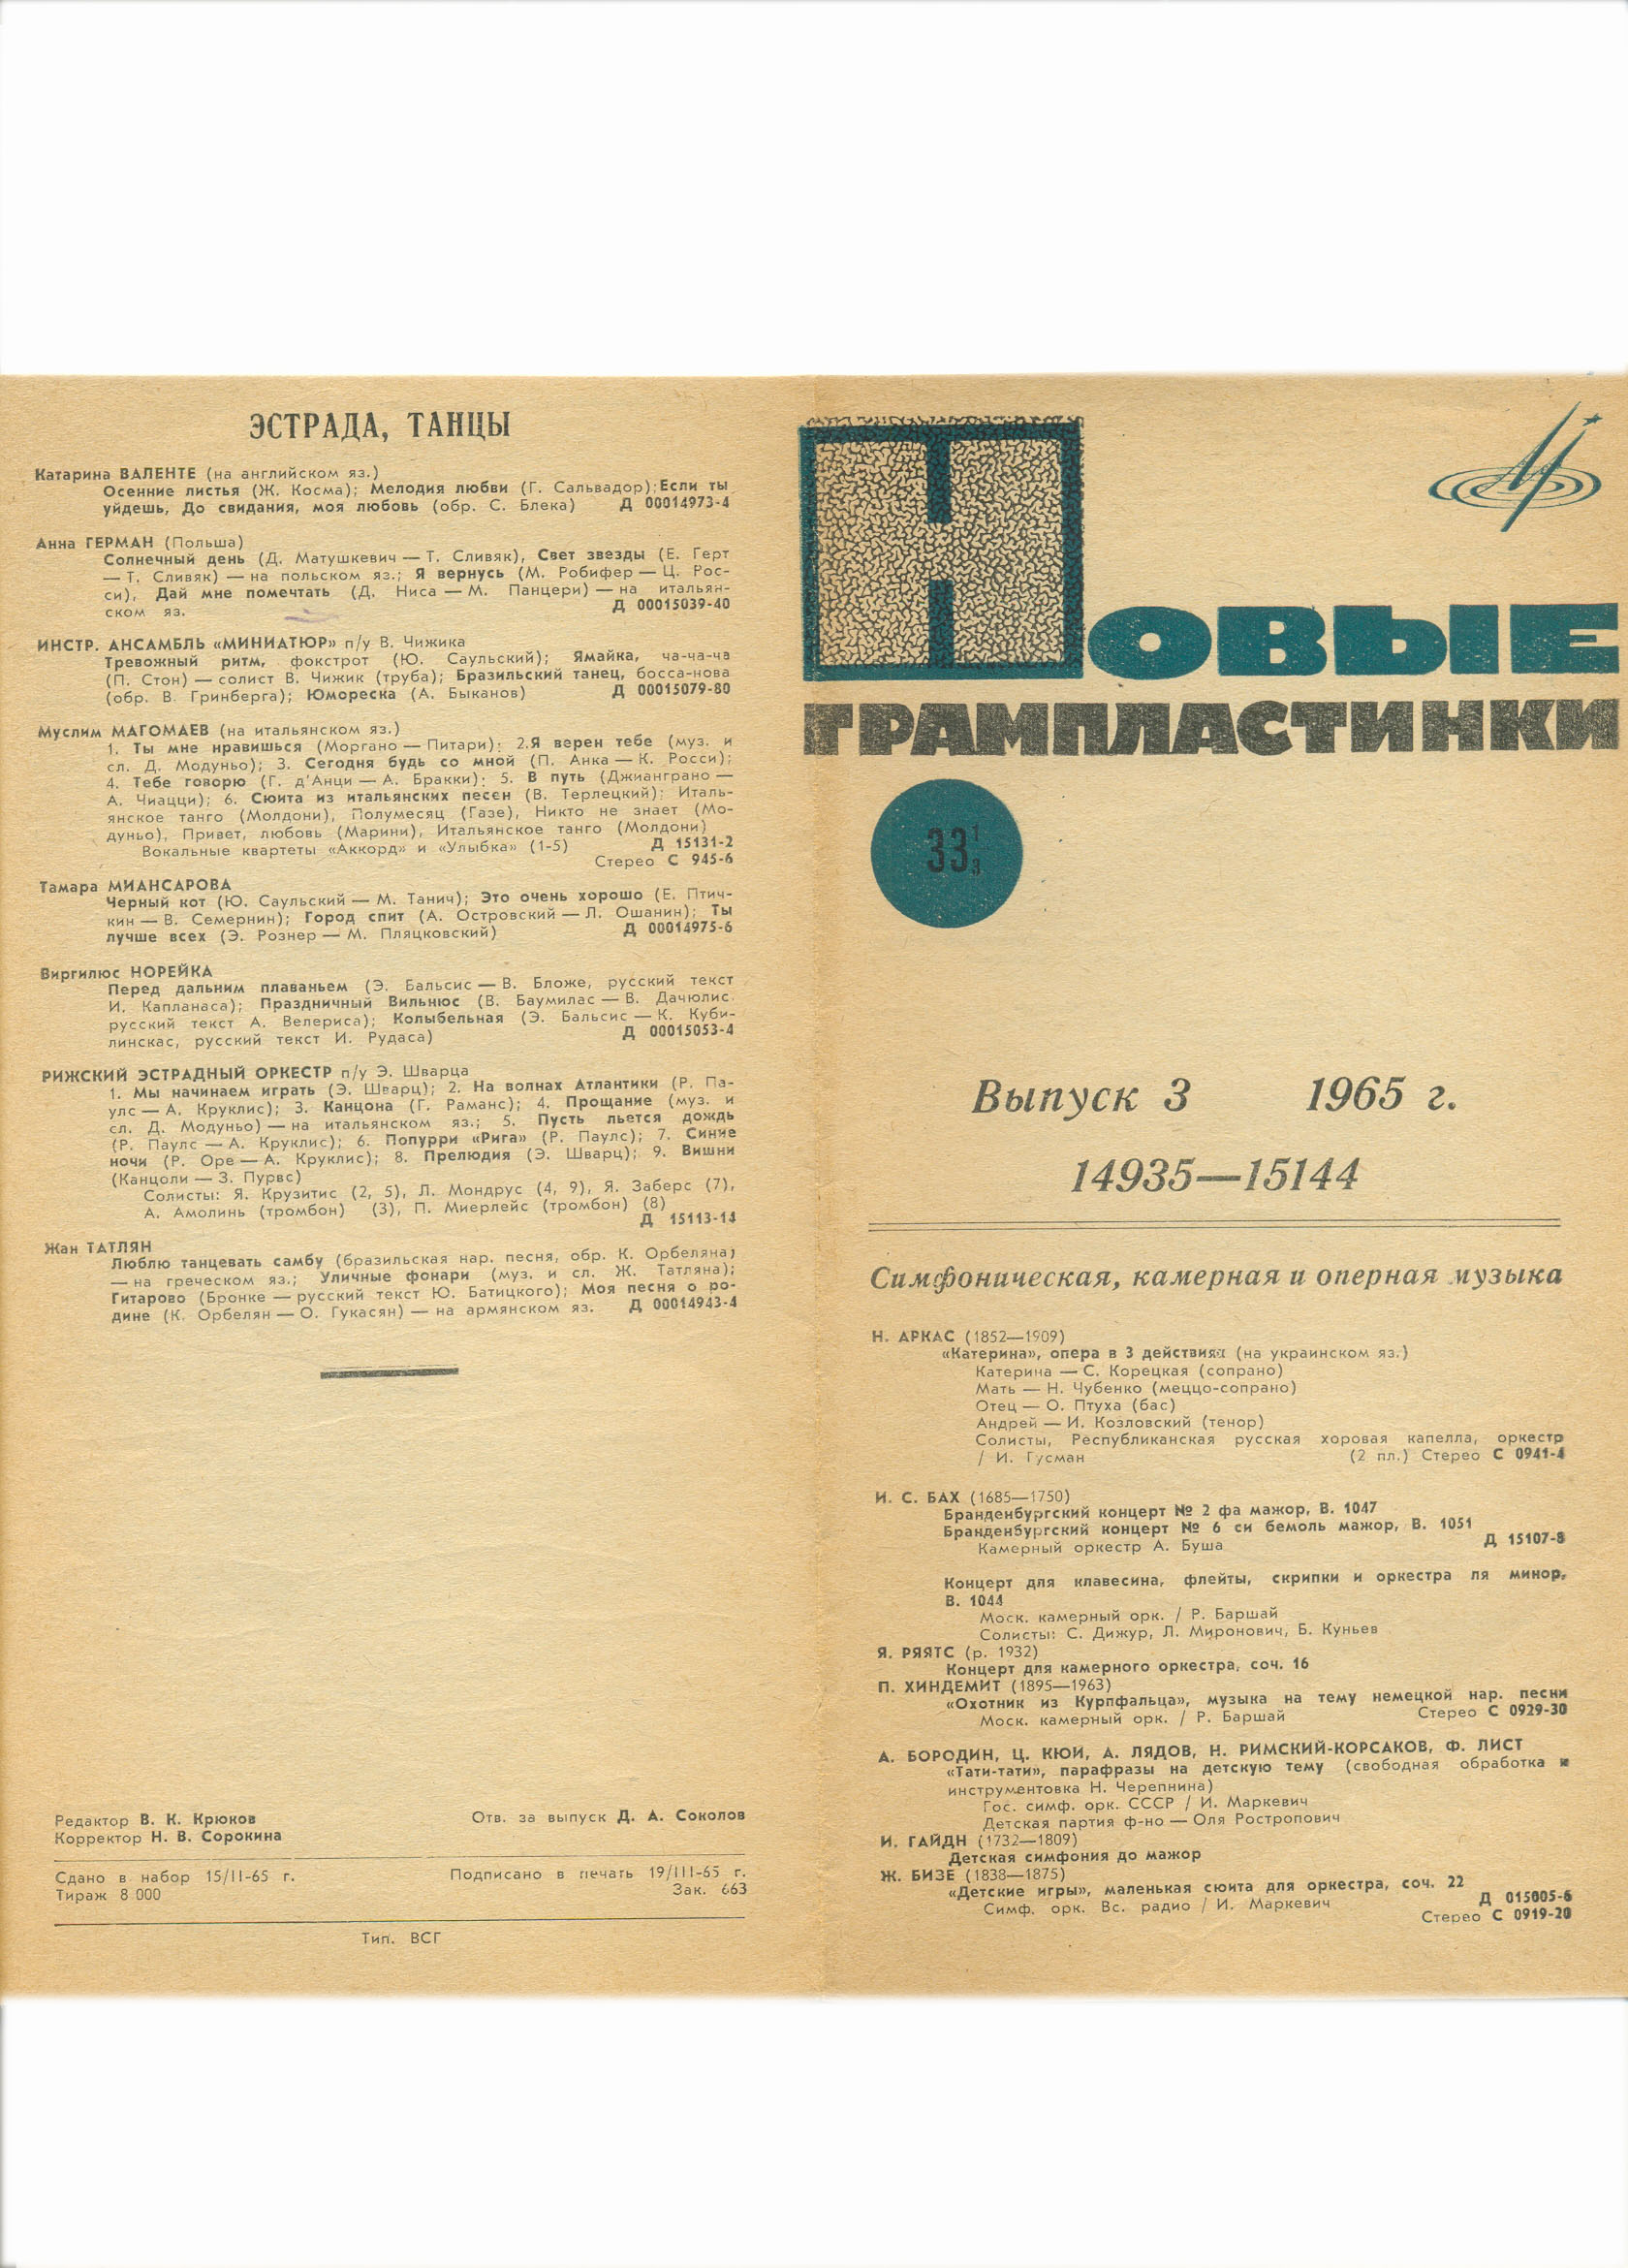 ЭСТРАДА, ТАНЦЫ
Катарина ВАЛЕНТЕ (на английском яз.)
Осенние листья (Ж. Косма); Мелодия любви (Г. Сальвадор); Если ты
уйдешь, До свидания, моя любовь (обр. С. Блека) Д 00014973-4
Анна ГЕРМАН (Польша)
Солнечный день (Д. Матушкевич — Т. Сливяк), Свет звезды (Е. Герт
— Т. Сливяк) — на польском яз.; Я вернусь (М. Робифер — Ц. Рос-
си), Дай мне помечтать (Д. Ниса — М. Панцери) — на итальян-
ском яз. Д 00015039-40
ИНСТР. АНСАМБЛЬ «МИНИАТЮР» п/у В. Чижика
Тревожный ритм, фокстрот (Ю. Саульский); Ямайка, ча-ча-ча
(П. Стон) — солист В. Чижик (труба); Бразильский танец, босса-нова
(обр. В. Гринберга); Юмореска (А. Быканов) Д 00015079-80
Муслим МАГОМАЕВ (на итальянском яз.)
1. Ты мне нравишься (Моргано — Питари); 2.Я верен тебе (муз. и
сл. Д. Модуньо); 3. Сегодня будь со мной (П. Анка — К. Росси);
4. Тебе говорю (Г. д'Анци — А. Бракки); 5. В путь (Джианграно —
А. Чиацци); 6. Сюита из итальянских песен (В. Терлецкий): Италь-
янское танго (Молдони), Полумесяц (Газе), Никто не знает (Мо-
дуньо), Привет, любовь (Марини), Итальянское танго (Молдони)
Вокальные квартеты «Аккорд» и «Улыбка» (1-5) Д 15131-2
Стерео С 945-6
Тамара МИАНСАРОВА
Черный кот (Ю. Саульский — М. Танич); Это очень хорошо (Е. Птич-
кин — В. Семернин); Город спит (А. Островский — Л. Ошанин); Ты
лучше всех (Э. Рознер — М. Пляцковский) Д 00014975-6
Виргилюс НОРЕЙКА
Перед дальним плаваньем (Э. Бальсис — В. Бложе, русский текст
И. Капланаса); Праздничный Вильнюс (В. Баумилас — В. Дачюлис.
русский текст А. Велериса); Колыбельная (Э. Бальсис — К. Куби-
линскас, русский текст И. Рудаса) Д 00015053-4
РИЖСКИЙ ЭСТРАДНЫЙ ОРКЕСТР п/у Э. Шварца
1. Мы начинаем играть (Э. Шварц); 2. На волнах Атлантики (Р. Па-
улс — А. Круклис); 3. Канцона (Г. Раманс); 4. Прощание (муз. и
сл. Д. Модуньо) — на итальянском яз.; 5. Пусть льется дождь
(Р. Паулс — А. Круклис); 6. Попурри «Рига» (Р. Паулс); 7. Синие
ночи (Р. Оре — А. Круклис); 8. Прелюдия (Э. Шварц); 9. Вишни
(Канцоли — З. Пурвс)
Солисты: Я. Крузитис (2, 5), Л. Мондрус (4, 9), Я. Заберс (7),
А. Амолинь (тромбон) (3), П. Миерлейс (тромбон) (8)
Д 15113-14
Жан ТАТЛЯН
Люблю танцевать самбу (бразильская нар. песня, обр. К. Орбеляна)
— на греческом яз.; Уличные фонари (муз. и сл. Ж. Татляна);
Гитарово (Бронке — русский текст Ю. Батицкого); Моя песня о ро-
дине (К. Орбелян — О. Гукасян) — на армянском яз. Д 00014943-4
Редактор В. К. Крюков Отв. за выпуск Д. А. Соколов
Корректор Н. В. Сорокина
Сдано в набор 15/II-65 г. Подписано в печать 19/III-65 г.
Тираж 8 000 Зак. 663
Тип. ВСГ
НОВЫЕ
ГРАМПЛАСТИНКИ
33 1/3
Выпуск 3 1965 г.
14935—15144
Симфоническая, камерная и оперная музыка
Н. АРКАС (1852—1909)
«Катерина», опера в 3 действиях (на украинском яз.)
Катерина — С. Корецкая (сопрано)
Мать — Н. Чубенко (меццо-сопрано)
Отец — О. Птуха (бас)
Андрей — И. Козловский (тенор)
Солисты, Республиканская русская хоровая капелла, оркестр
/ И. Гусман (2 пл.) Стерео С 0941-4
И. С. БАХ (1685—1750)
Бранденбургский концерт № 2 фа мажор, В. 1047
Бранденбургский концерт № 6 си бемоль мажор, В. 1051
Камерный оркестр А. Буша Д 15107-8
Концерт для клавесина, флейты, скрипки и оркестра ля минор,
В. 1044
Моск. камерный орк. / Р. Баршай
Солисты: С. Дижур, Л. Миронович, Б. Куньев
Я. РЯЯТС (р. 1932)
Концерт для камерного оркестра, соч. 16
П. ХИНДЕМИТ (1895—1963)
«Охотник из Курпфальца», музыка на тему немецкой нар. песни
Моск. камерный орк. / Р. Баршай Стерео С 0929-30
А. БОРОДИН, Ц. КЮИ, А. ЛЯДОВ, Н. РИМСКИЙ-КОРСАКОВ, Ф. ЛИСТ
«Тати-тати», парафразы на детскую тему (свободная обработка и
инструментовка Н. Черепнина)
Гос. симф. орк. СССР / И. Маркевич
Детская партия ф-но — Оля Ростропович
И. ГАЙДН (1732—1809)
Детская симфония до мажор
Ж. БИЗЕ (1838—1875)
«Детские игры», маленькая сюита для оркестра, соч. 22
Симф. орк. Вс. радио / И. Маркевич Д 015005-6
Стерео С 0919-20